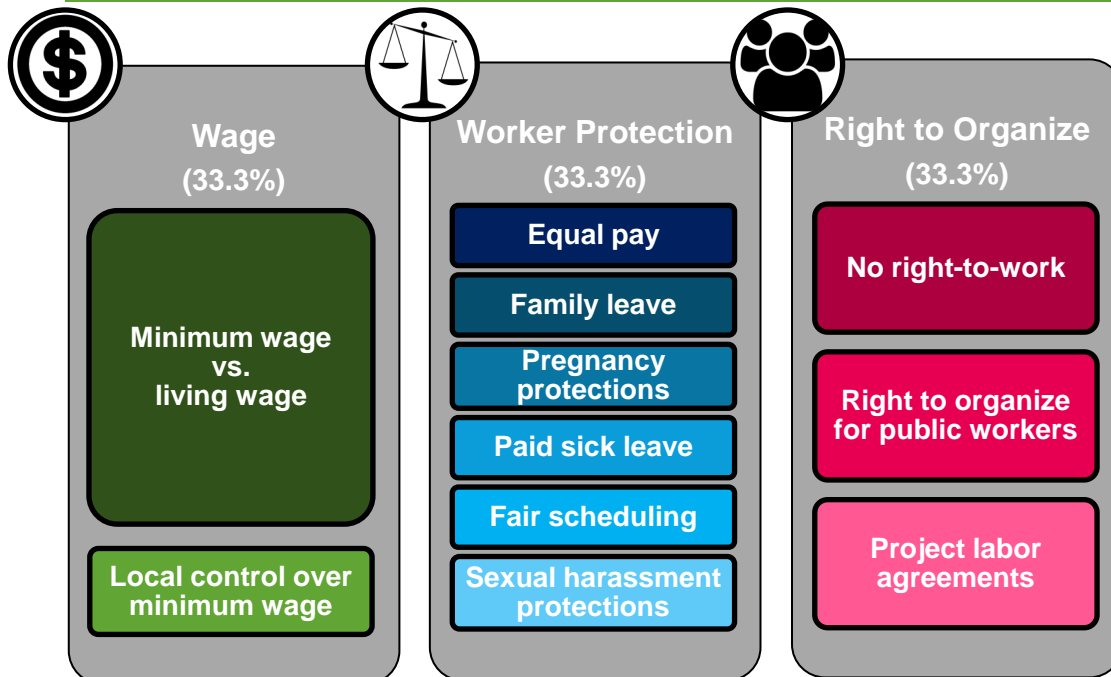 $
Wage
(33.3%)
Minimum wage
vs.
living wage
Local control over
minimum wage
Worker Protection
(33.3%)
Equal pay
Family leave
Pregnancy
protections
Paid sick leave
Fair scheduling
Sexual harassment
protections
Right to Organize
(33.3%)
No right-to-work
Right to organize
for public workers
Project labor
agreements